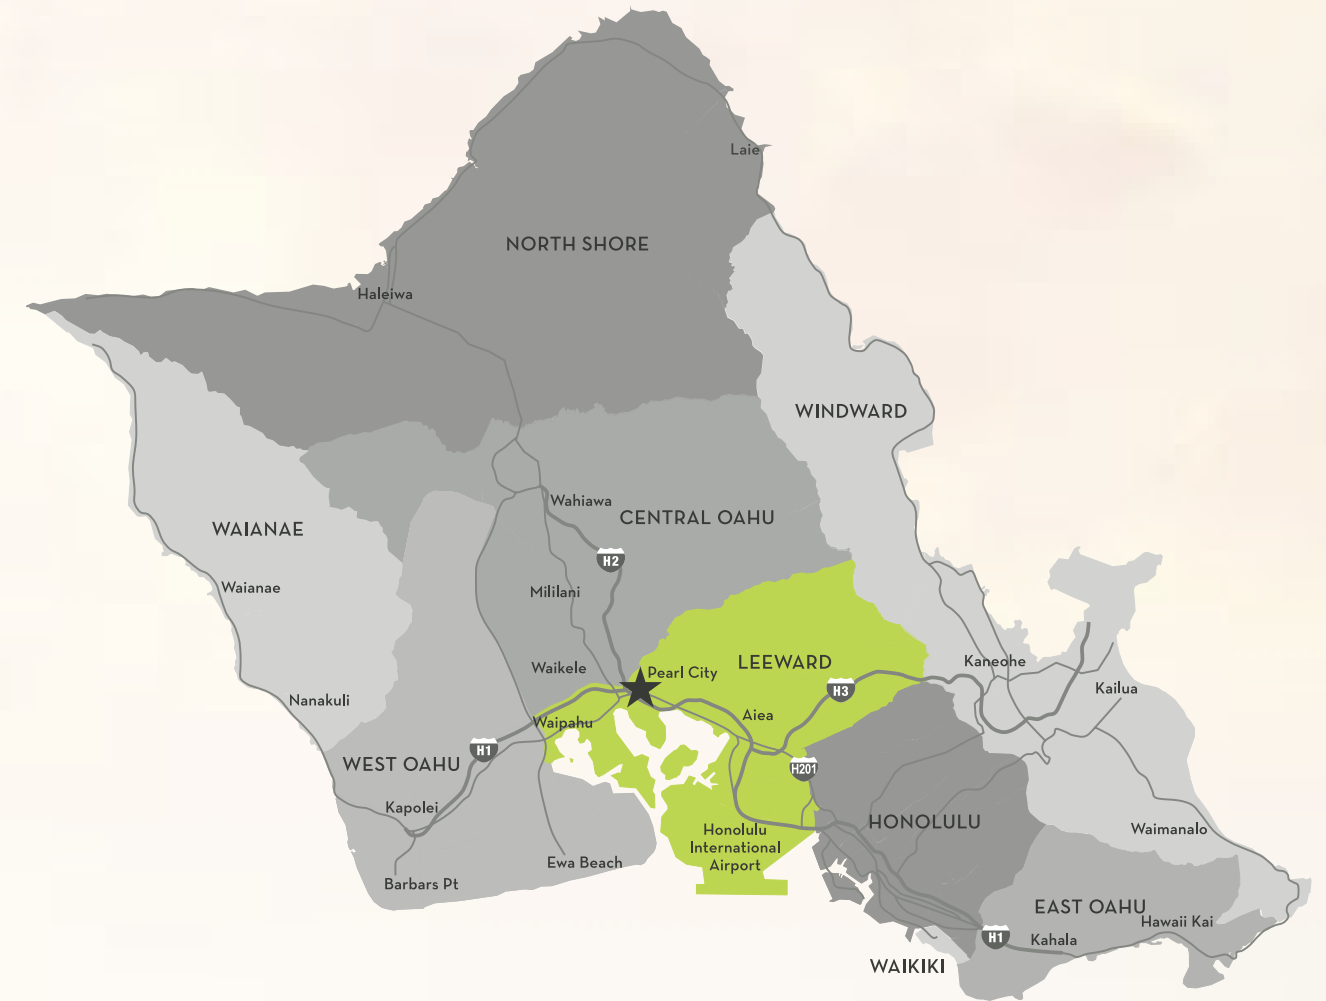 Laie
NORTH SHORE
Haleiwa
WINDWARD
Wahiawa
CENTRAL OAHU
WAIANAE
H2
Waianae
Mililani
Waikele
Pearl City
LEEWARD
Kaneohe
H3
Kailua
Nanakuli
Waipahu
Aiea
H1
WEST OAHU
H201
Kapolei
HONOLULU
Waimanalo
Honolulu
International
Airport
Ewa Beach
Barbars Pt
EAST OAHU
Hawaii Kai
H1
Kahala
WAIKIKI